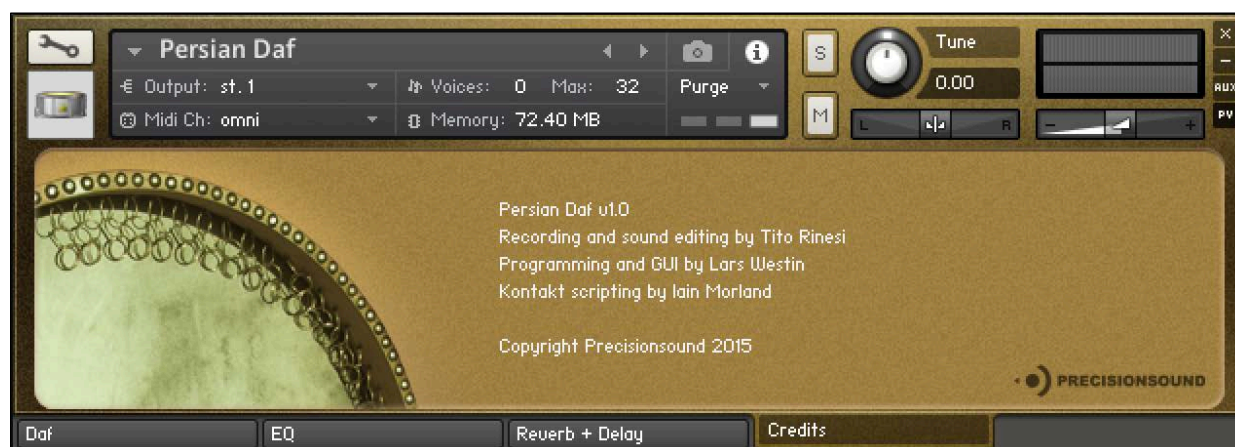 Persian Daf
S
Tune
×
−
Output: st. 1
Voices: 0 Max: 32
Purge
0.00
AUX
Midi Ch: omni
Memory: 72.40 MB
M
L
R
-
+
PV
Persian Daf v1.0
Recording and sound editing by Tito Rinesi
Programming and GUI by Lars Westin
Kontakt scripting by Iain Morland
Copyright Precisionsound 2015
PRECISIONSOUND
Daf
EQ
Reverb + Delay
Credits